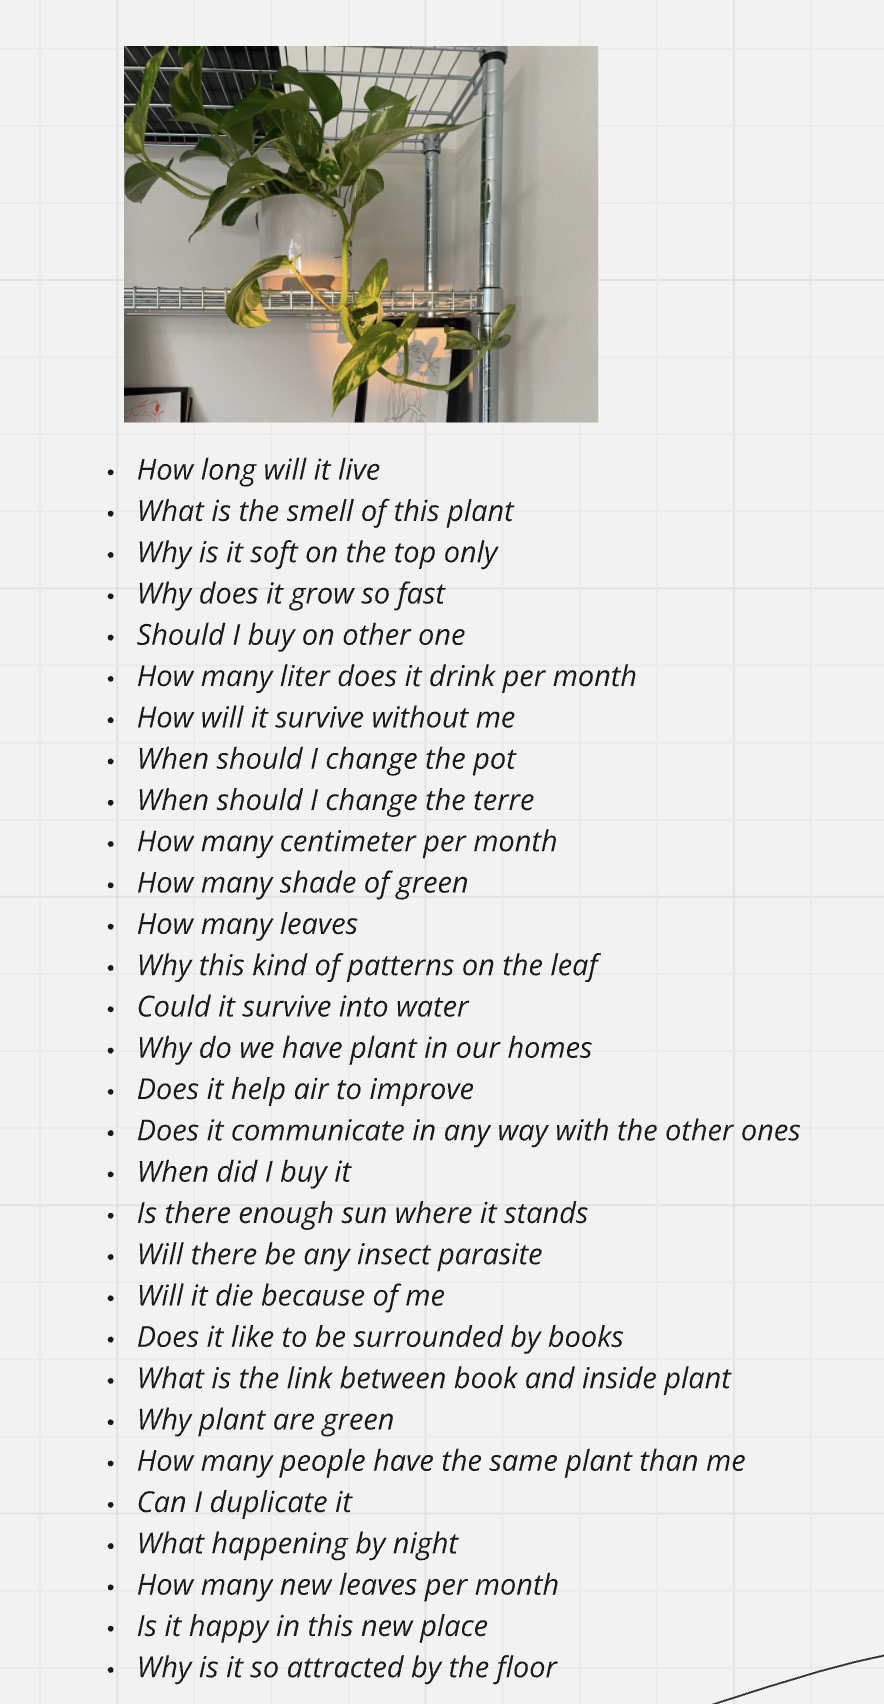 • How long will it live
• What is the smell of this plant
• Why is it soft on the top only
• Why does it grow so fast
• Should I buy on other one
• How many liter does it drink per month
• How will it survive without me
• When should I change the pot
• When should I change the terre
• How many centimeter per month
• How many shade of green
• How many leaves
• Why this kind of patterns on the leaf
• Could it survive into water
• Why do we have plant in our homes
• Does it help air to improve
• Does it communicate in any way with the other ones
• When did I buy it
• Is there enough sun where it stands
• Will there be any insect parasite
• Will it die because of me
• Does it like to be surrounded by books
• What is the link between book and inside plant
• Why plant are green
• How many people have the same plant than me
• Can I duplicate it
• What happening by night
• How many new leaves per month
• Is it happy in this new place
• Why is it so attracted by the floor